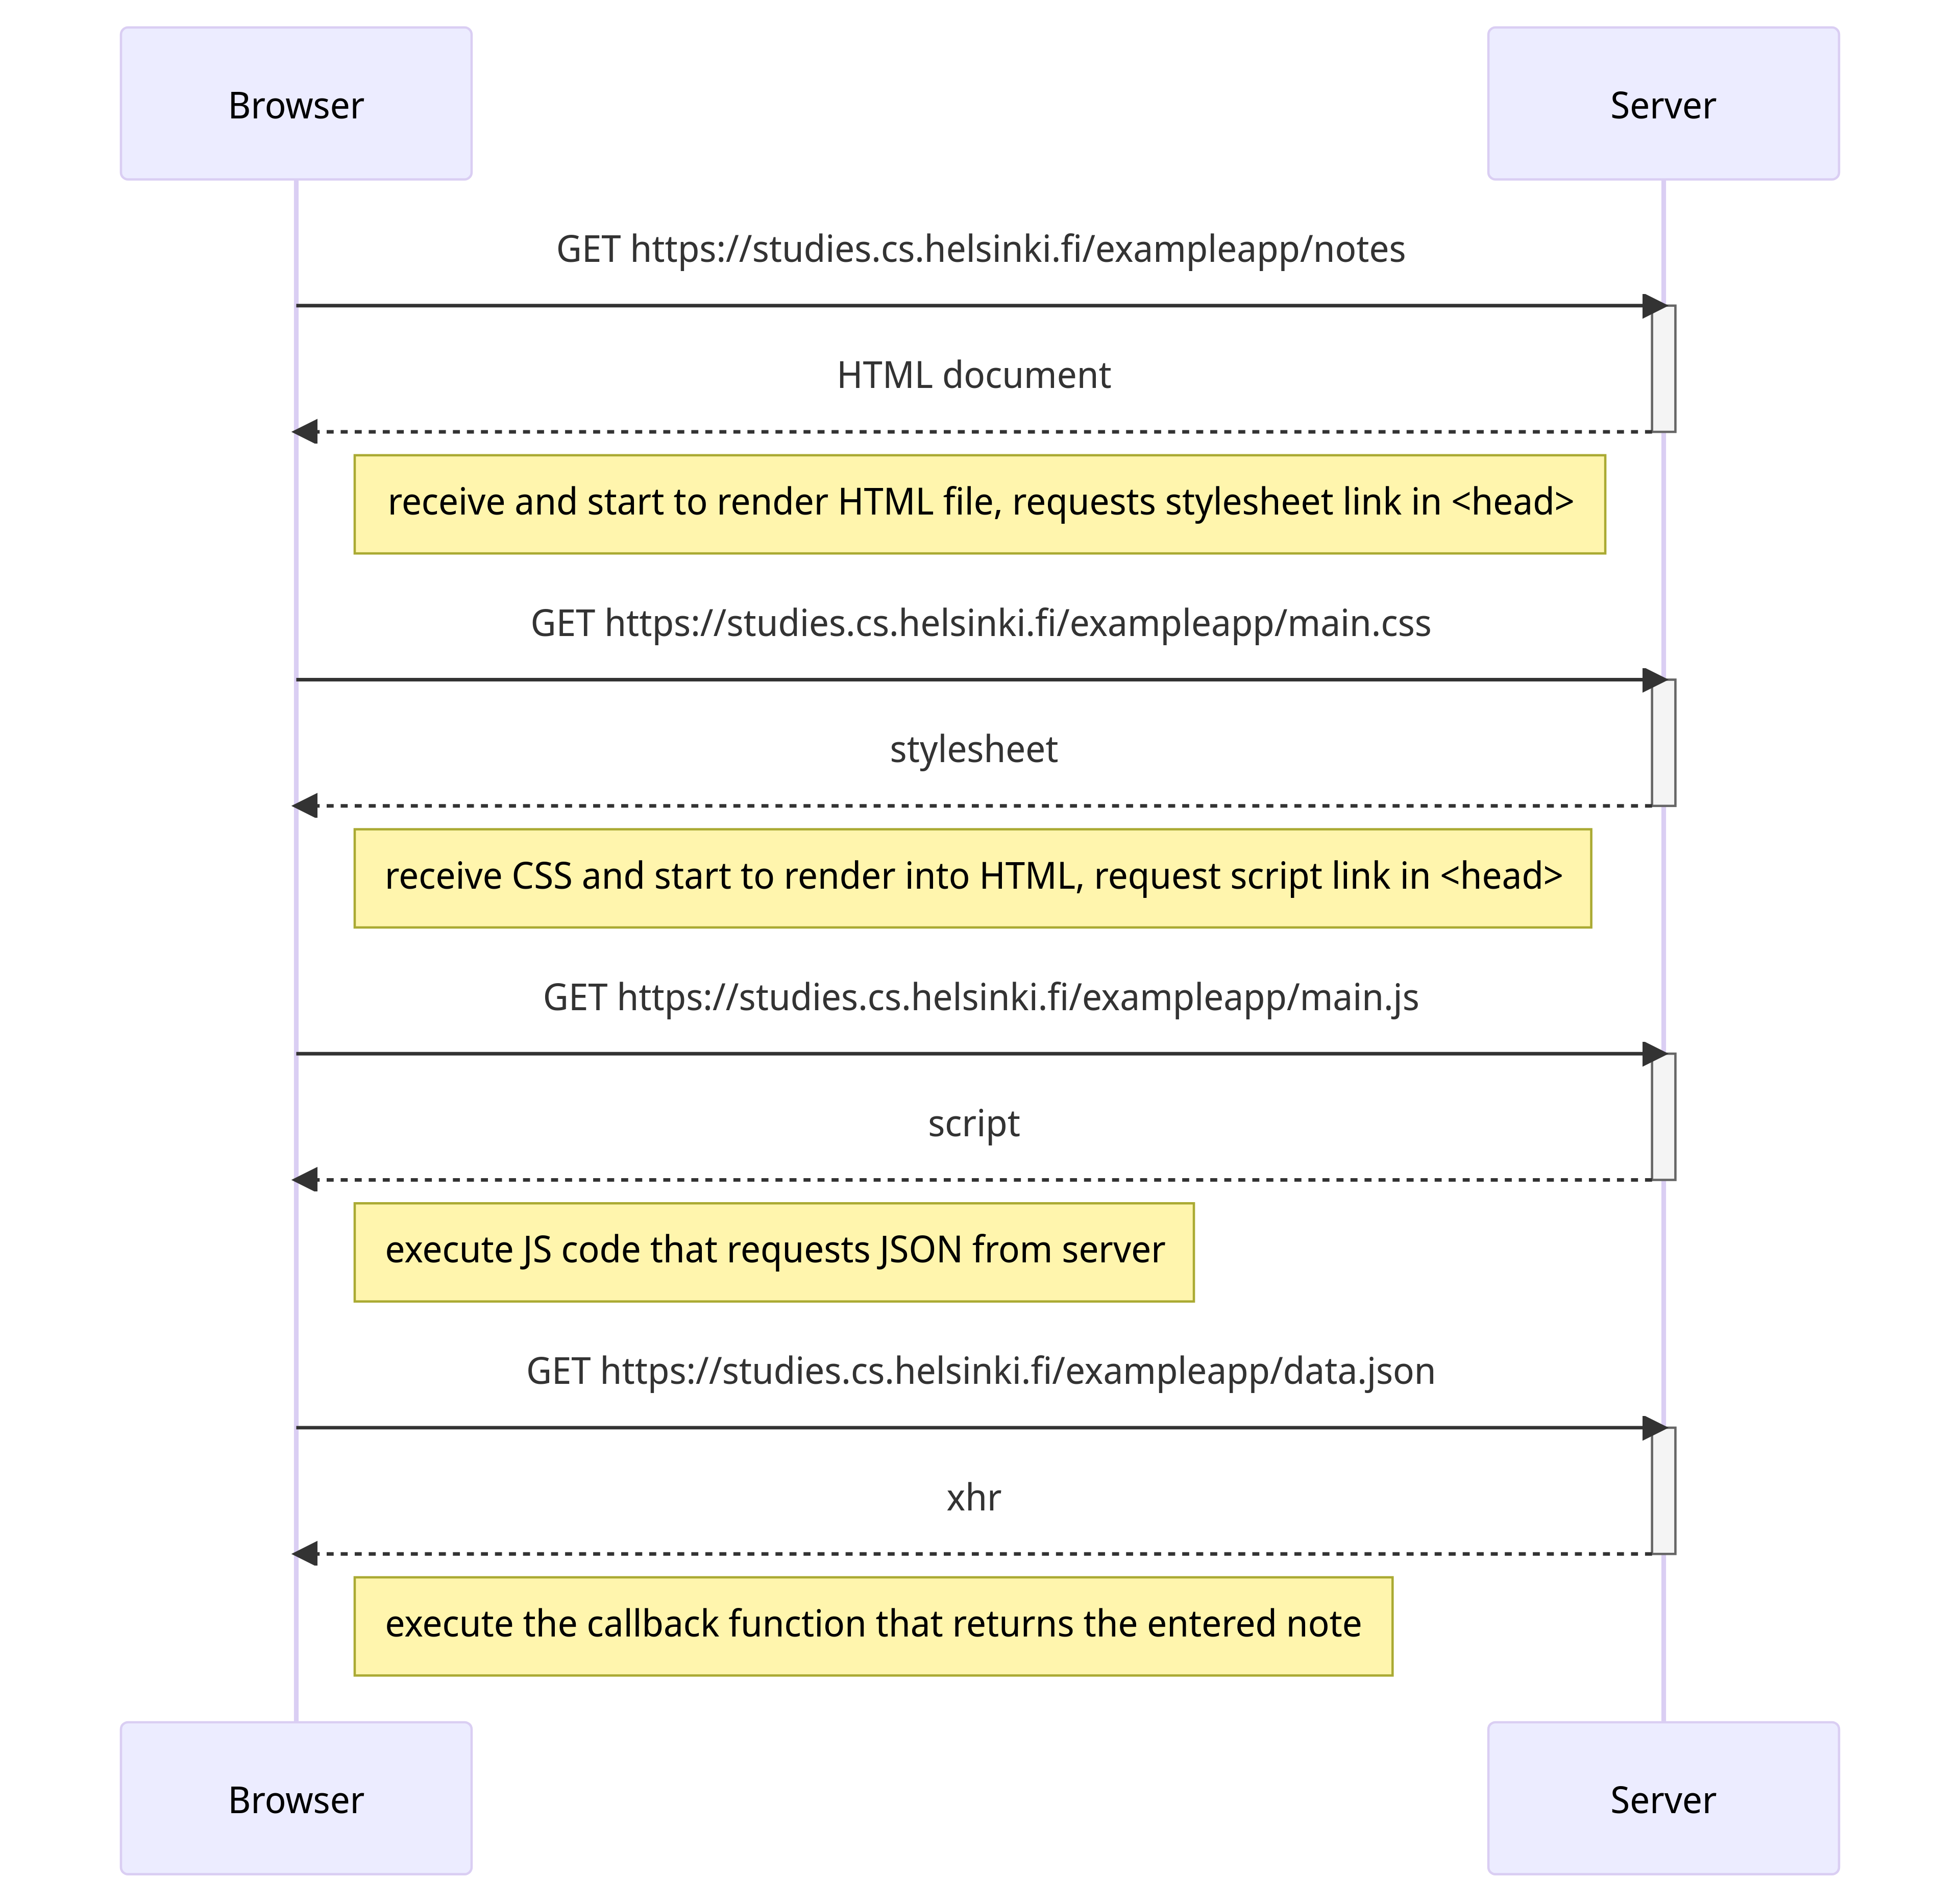 Browser
Server
GET https://studies.cs.helsinki.fi/exampleapp/notes
HTML document
receive and start to render HTML file, requests stylesheet link in <head>
GET https://studies.cs.helsinki.fi/exampleapp/main.css
stylesheet
receive CSS and start to render into HTML, request script link in <head>
GET https://studies.cs.helsinki.fi/exampleapp/main.js
script
execute JS code that requests JSON from server
GET https://studies.cs.helsinki.fi/exampleapp/data.json
xhr
execute the callback function that returns the entered note
Browser
Server